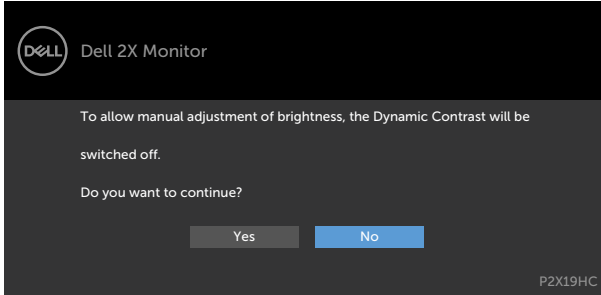 DELL
Dell 2X Monitor
To allow manual adjustment of brightness, the Dynamic Contrast will be
switched off.
Do you want to continue?
Yes No
P2X19HC